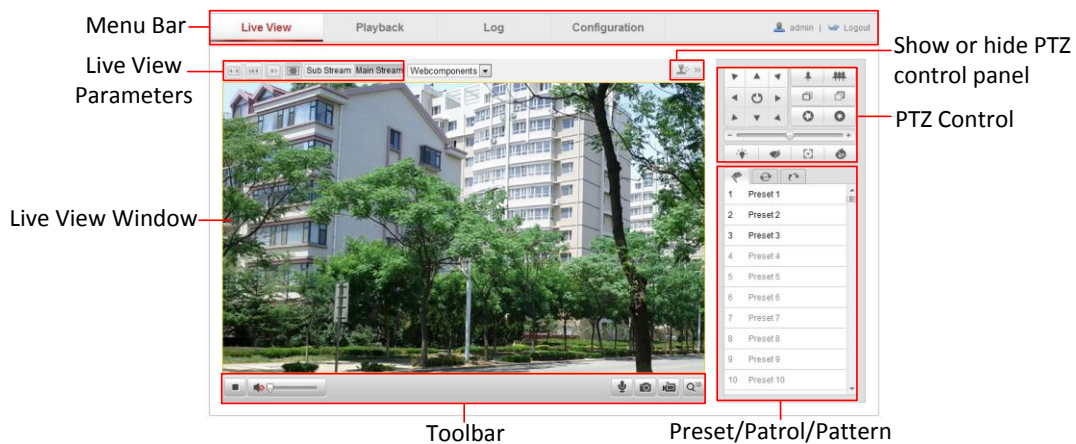 Menu Bar
Live View
Playback
Log
Configuration
admin | Logout
Live View
Parameters
Sub Stream
Main Stream
Webcomponents
Show or hide PTZ
control panel
PTZ Control
Live View Window
1 Preset 1
2 Preset 2
3 Preset 3
4 Preset 4
5 Preset 5
6 Preset 6
7 Preset 7
8 Preset 8
9 Preset 9
10 Preset 10
Toolbar
Preset/Patrol/Pattern